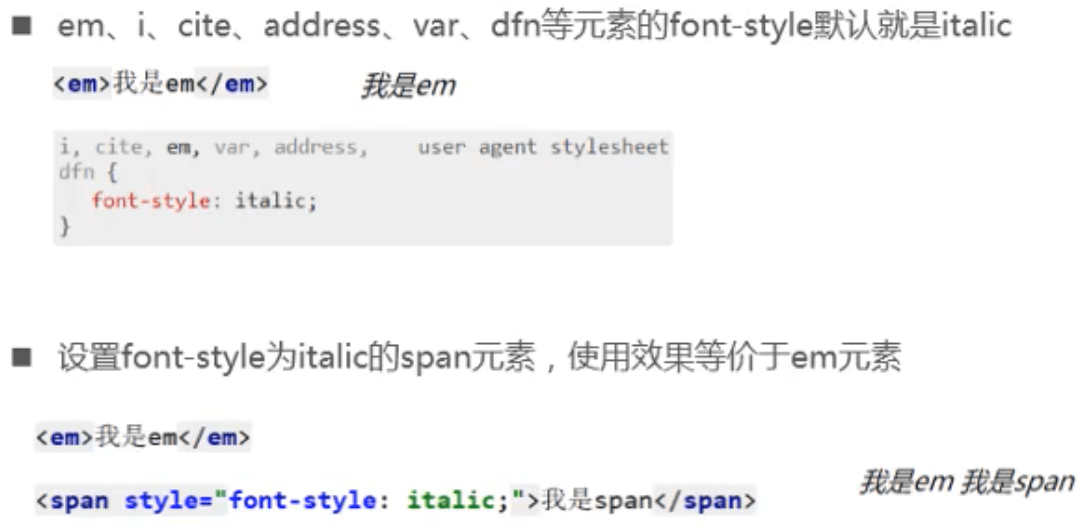 ■ em、i、cite、address、var、dfn等元素的font-style默认就是italic
<em>我是em</em> 我是em
i, cite, em, var, address, user agent stylesheet
dfn {
font-style: italic;
}
■ 设置font-style为italic的span元素，使用效果等价于em元素
<em>我是em</em>
<span style="font-style: italic;">我是span</span> 我是em 我是span